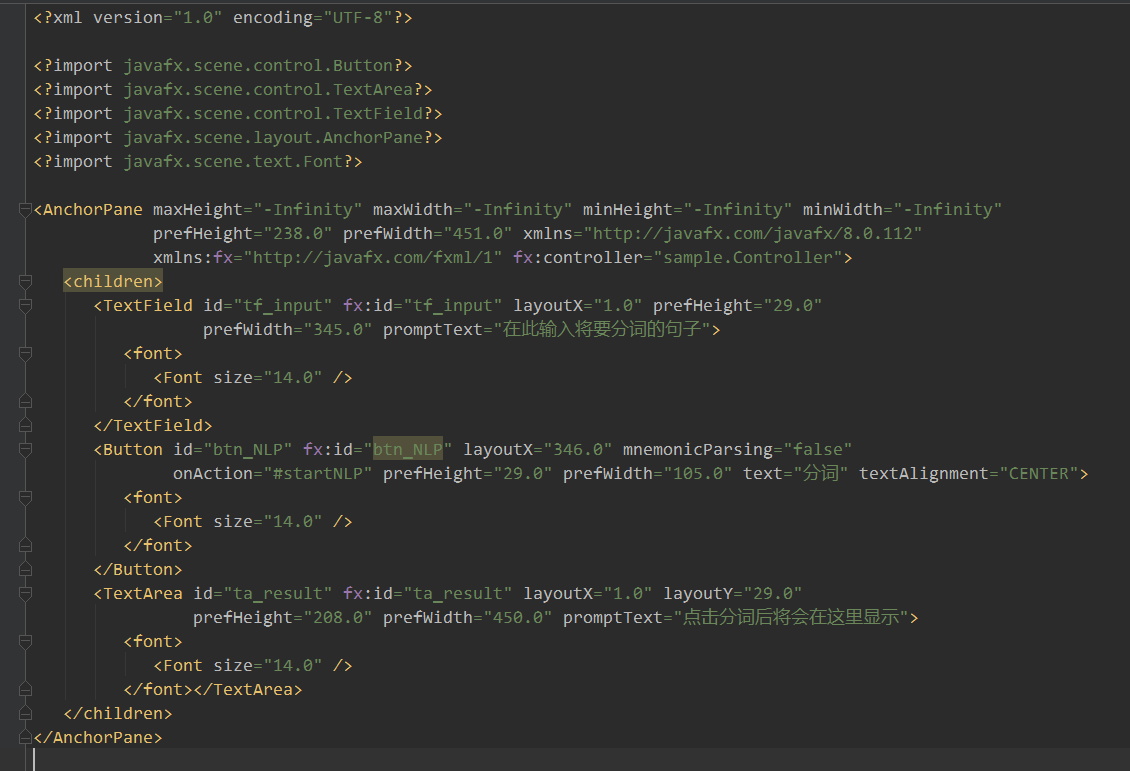 <?xml version="1.0" encoding="UTF-8"?>
<?import javafx.scene.control.Button?>
<?import javafx.scene.control.TextArea?>
<?import javafx.scene.control.TextField?>
<?import javafx.scene.layout.AnchorPane?>
<?import javafx.scene.text.Font?>
<AnchorPane maxHeight="-Infinity" maxWidth="-Infinity" minHeight="-Infinity" minWidth="-Infinity"
prefHeight="238.0" prefWidth="451.0" xmlns="http://javafx.com/javafx/8.0.112"
xmlns:fx="http://javafx.com/fxml/1" fx:controller="sample.Controller">
<children>
<TextField id="tf_input" fx:id="tf_input" layoutX="1.0" prefHeight="29.0"
prefWidth="345.0" promptText="在此输入将要分词的句子">
<font>
<Font size="14.0" />
</font>
</TextField>
<Button id="btn_NLP" fx:id="btn_NLP" layoutX="346.0" mnemonicParsing="false"
onAction="#startNLP" prefHeight="29.0" prefWidth="105.0" text="分词" textAlignment="CENTER">
<font>
<Font size="14.0" />
</font>
</Button>
<TextArea id="ta_result" fx:id="ta_result" layoutX="1.0" layoutY="29.0"
prefHeight="208.0" prefWidth="450.0" promptText="点击分词后将会在这里显示">
<font>
<Font size="14.0" />
</font></TextArea>
</children>
</AnchorPane>